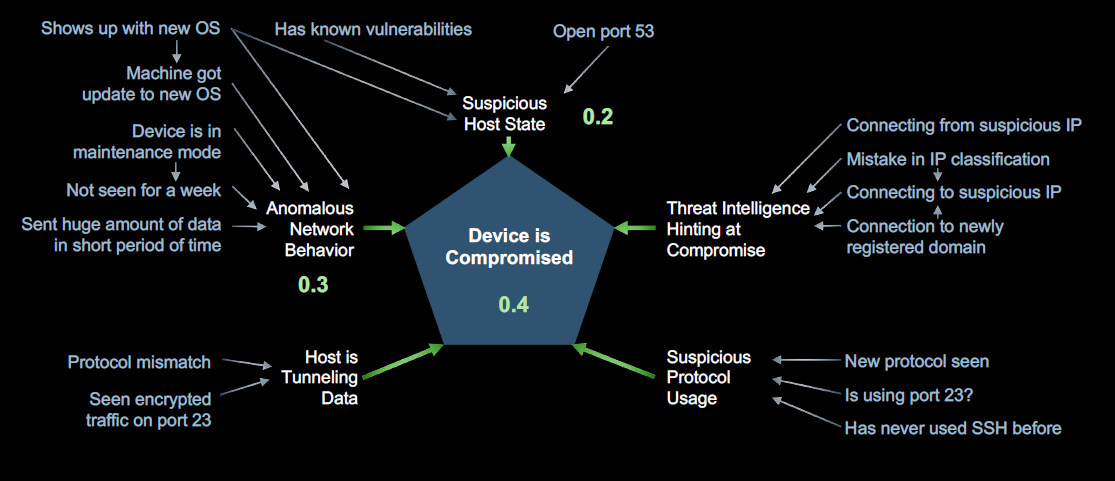 Shows up with new OS
Has known vulnerabilities
Open port 53
Machine got
update to new OS
Suspicious
Host State
0.2
Device is in
maintenance mode
Not seen for a week
Sent huge amount of data
in short period of time
Anomalous
Network
Behavior
0.3
Connecting from suspicious IP
Mistake in IP classification
Connecting to suspicious IP
Connection to newly
registered domain
Threat Intelligence
Hinting at
Compromise
Device is
Compromised
0.4
Protocol mismatch
Seen encrypted
traffic on port 23
Host is
Tunneling
Data
Suspicious
Protocol
Usage
New protocol seen
Is using port 23?
Has never used SSH before